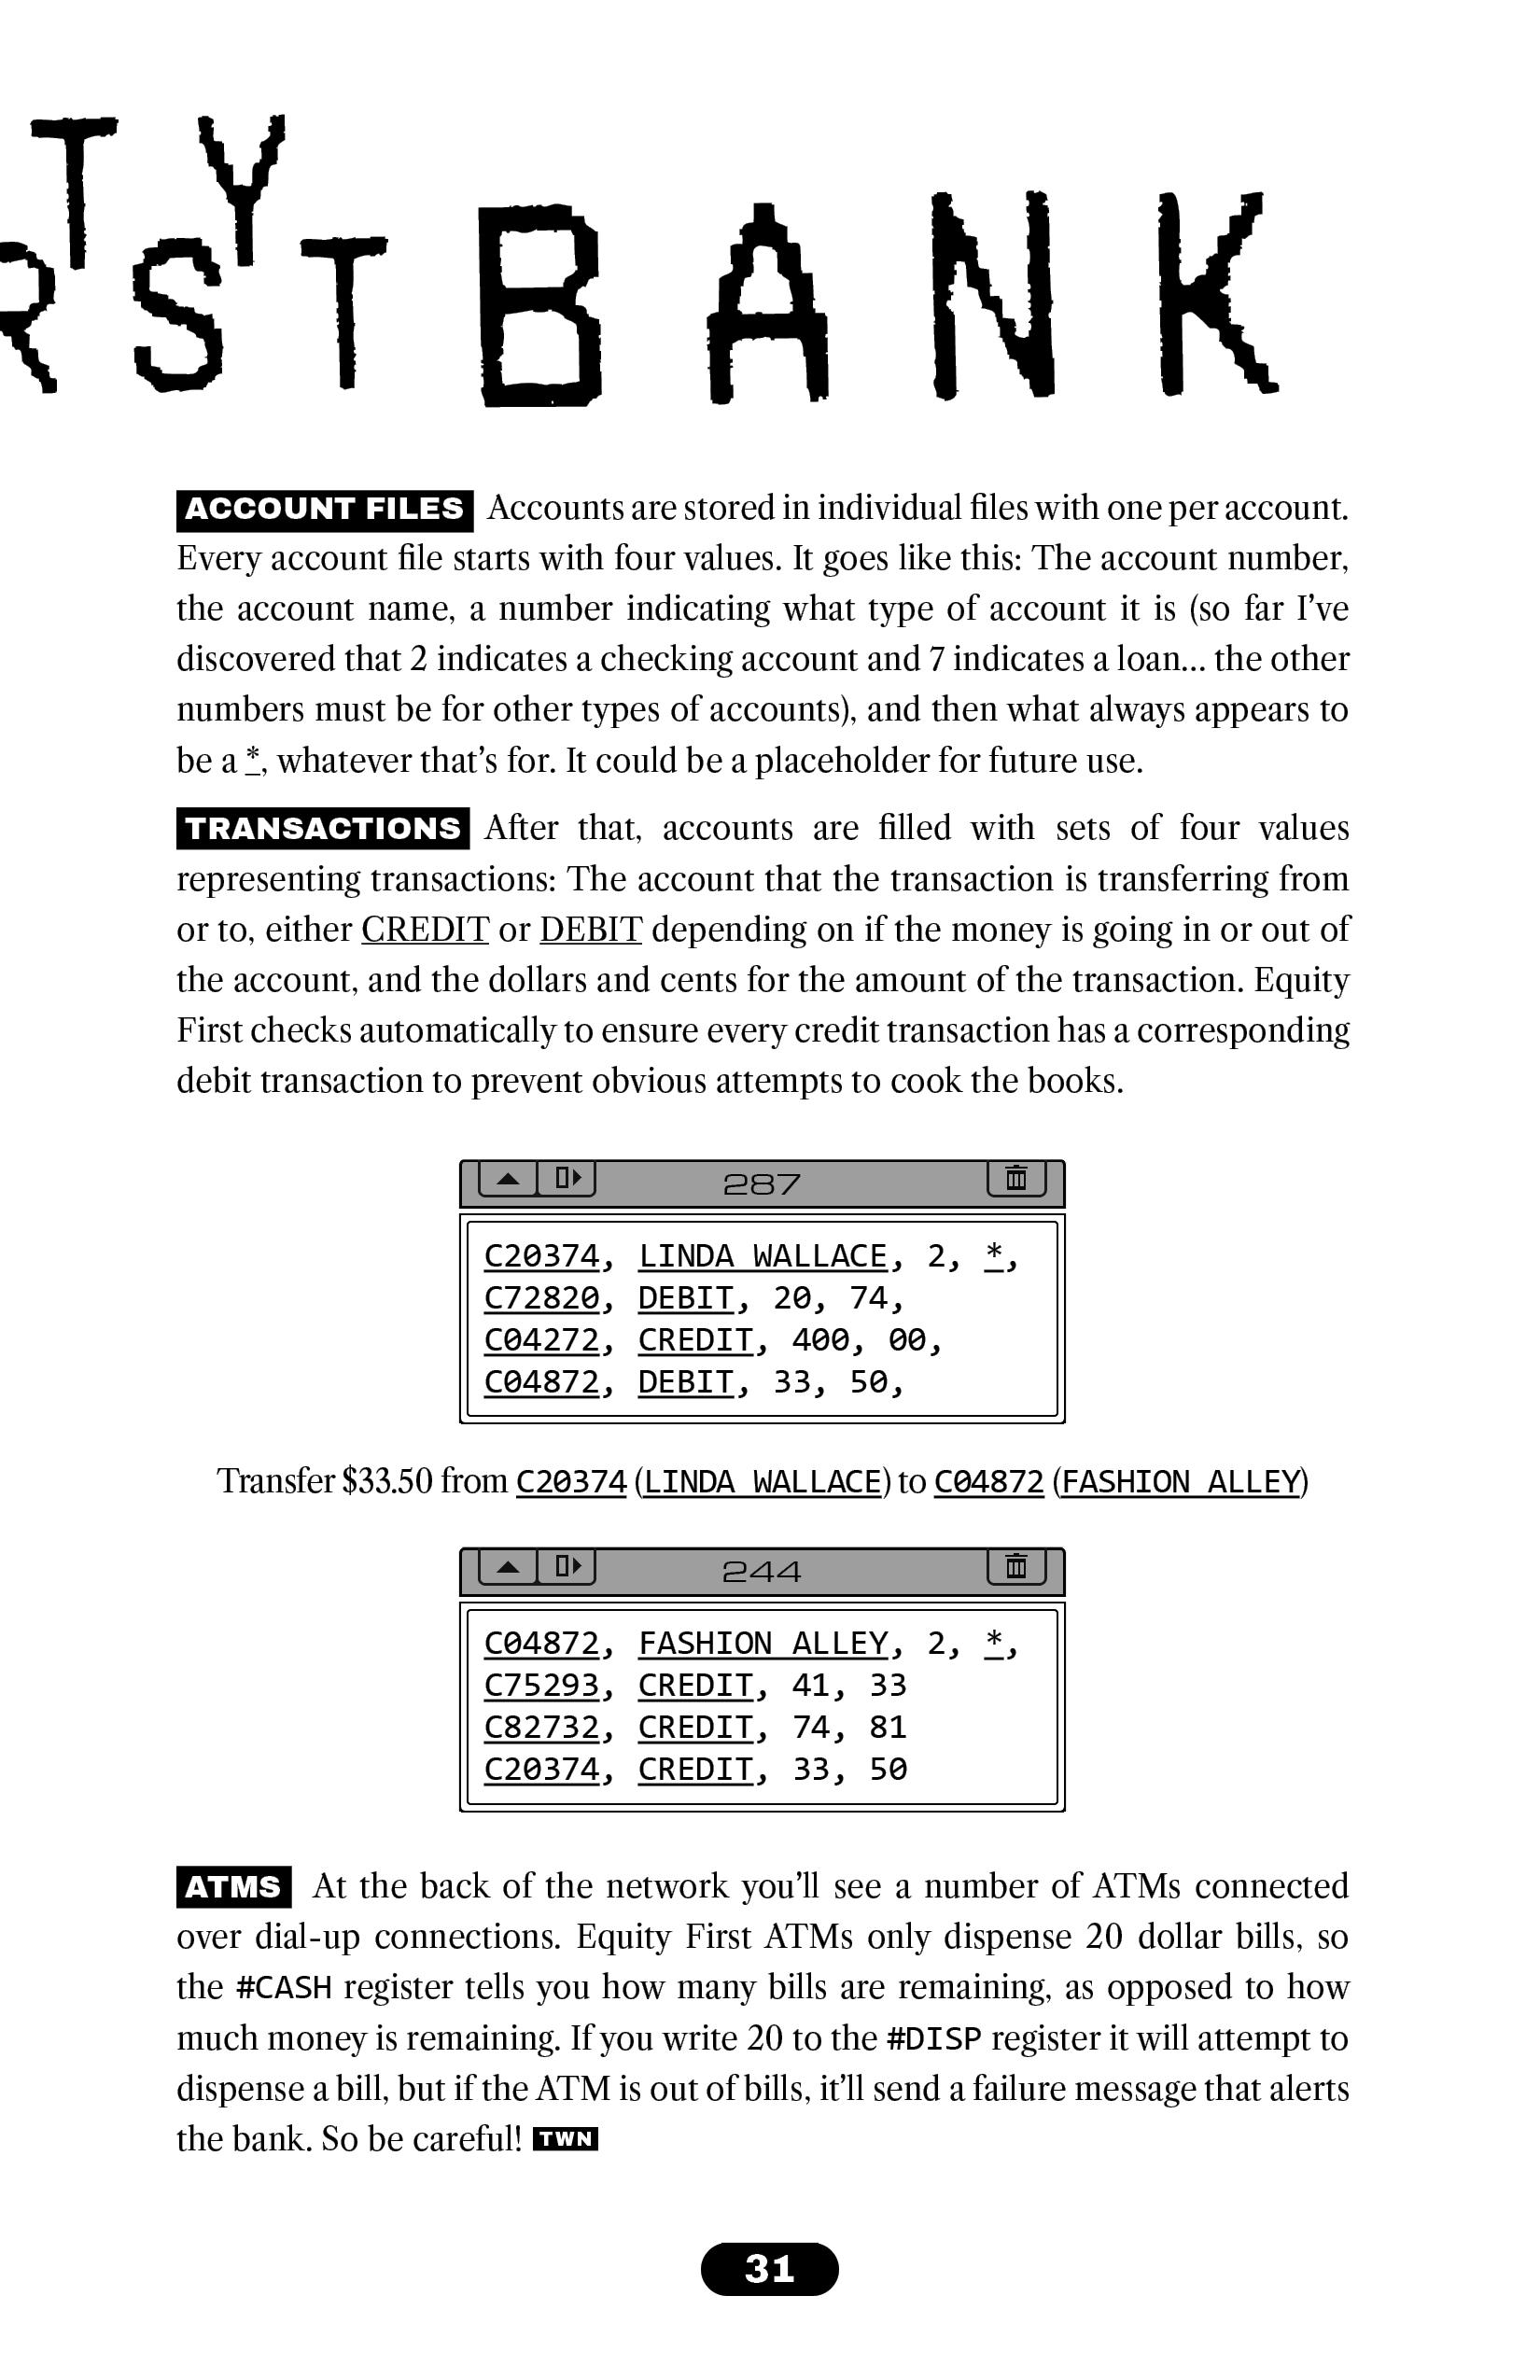 TY
RST BANK
ACCOUNT FILES Accounts are stored in individual files with one per account.
Every account file starts with four values. It goes like this: The account number,
the account name, a number indicating what type of account it is (so far I've
discovered that 2 indicates a checking account and 7 indicates a loan... the other
numbers must be for other types of accounts), and then what always appears to
be a *, whatever that's for. It could be a placeholder for future use.
TRANSACTIONS After that, accounts are filled with sets of four values
representing transactions: The account that the transaction is transferring from
or to, either CREDIT or DEBIT depending on if the money is going in or out of
the account, and the dollars and cents for the amount of the transaction. Equity
First checks automatically to ensure every credit transaction has a corresponding
debit transaction to prevent obvious attempts to cook the books.
287
C20374, LINDA WALLACE, 2, *,
C72820, DEBIT, 20, 74,
C04272, CREDIT, 400, 00,
C04872, DEBIT, 33, 50,
Transfer $33.50 from C20374 (LINDA WALLACE) to C04872 (FASHION ALLEY)
244
C04872, FASHION ALLEY, 2, *,
C75293, CREDIT, 41, 33
C82732, CREDIT, 74, 81
C20374, CREDIT, 33, 50
ATMS At the back of the network you'll see a number of ATMs connected
over dial-up connections. Equity First ATMs only dispense 20 dollar bills, so
the #CASH register tells you how many bills are remaining, as opposed to how
much money is remaining. If you write 20 to the #DISP register it will attempt to
dispense a bill, but if the ATM is out of bills, it'll send a failure message that alerts
the bank. So be careful! TWN
31